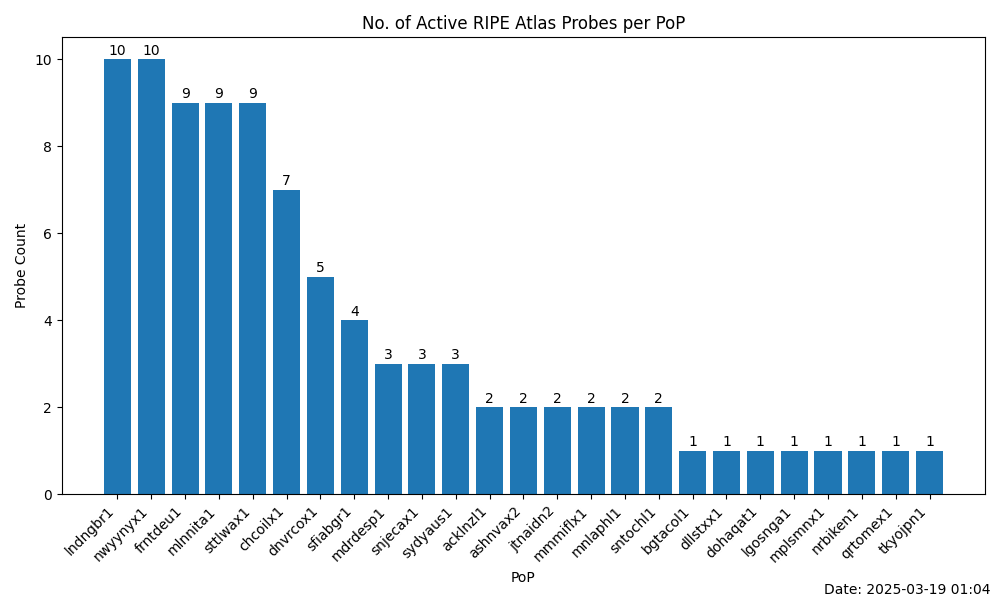 No. of Active RIPE Atlas Probes per PoP
Probe Count
10
8
6
4
2
0
10 10 9 9 9 7 5 4 3 3 3 2 2 2 2 2 2 1 1 1 1 1 1 1 1
lndngbr1
nwyynyx1
frntdeu1
mlnnita1
sttlwax1
chcoilx1
dnvrcox1
sfiabgr1
mdrdesp1
snjecax1
sydyaus1
acklnzl1
ashnvax2
jtnaidn2
mmmiflx1
mnlaphl1
sntochl1
bgtacol1
dllstxx1
dohaqat1
lgosnga1
mplsmnx1
nrbiken1
qrtomex1
tkyojpn1
PoP
Date: 2025-03-19 01:04